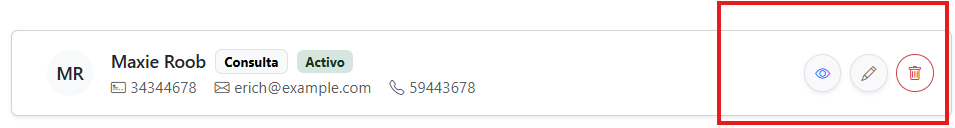 MR
Maxie Roob Consulta Activo
34344678 erich@example.com 59443678